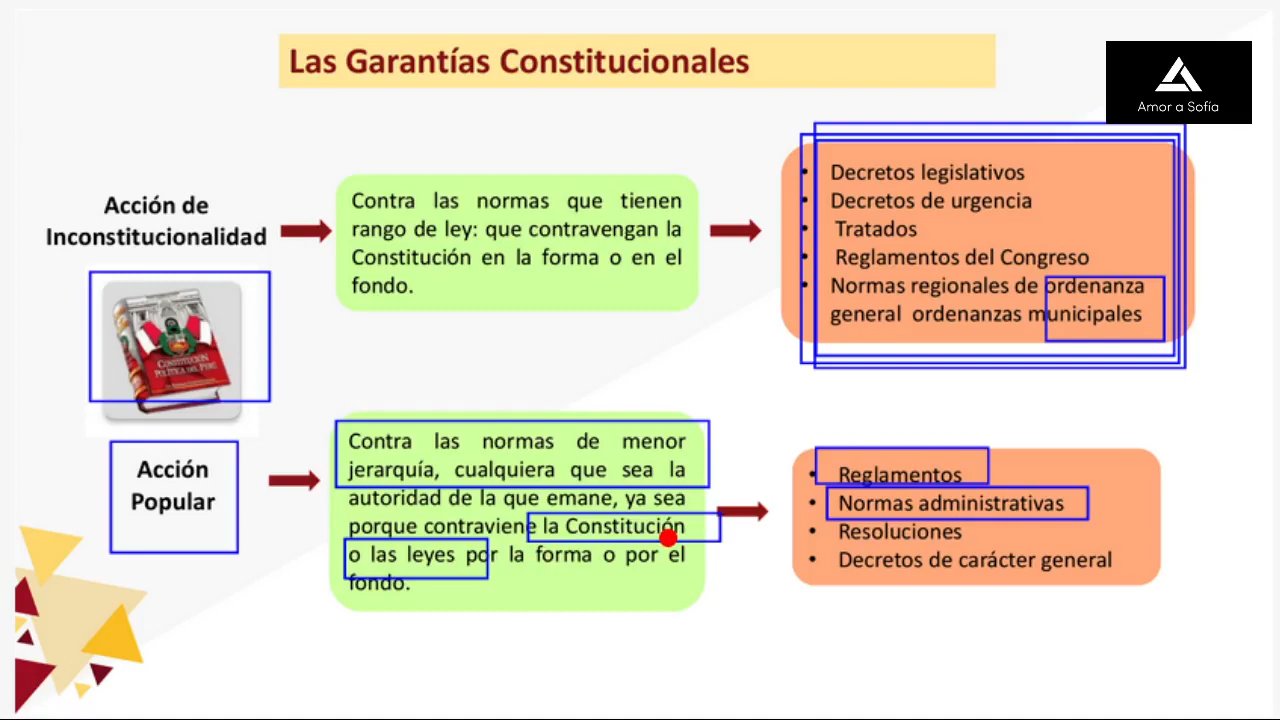 Las Garantías Constitucionales
Amor a Sofía
Acción de
Inconstitucionalidad
Contra las normas que tienen
rango de ley: que contravengan la
Constitución en la forma o en el
fondo.
• Decretos legislativos
• Decretos de urgencia
• Tratados
• Reglamentos del Congreso
• Normas regionales de ordenanza
general ordenanzas municipales
CONSTITUCIÓN
POLÍTICA DEL PERÚ
Acción
Popular
Contra las normas de menor
jerarquía, cualquiera que sea la
autoridad de la que emane, ya sea
porque contraviene la Constitución
o las leyes por la forma o por el
fondo.
• Reglamentos
• Normas administrativas
• Resoluciones
• Decretos de carácter general